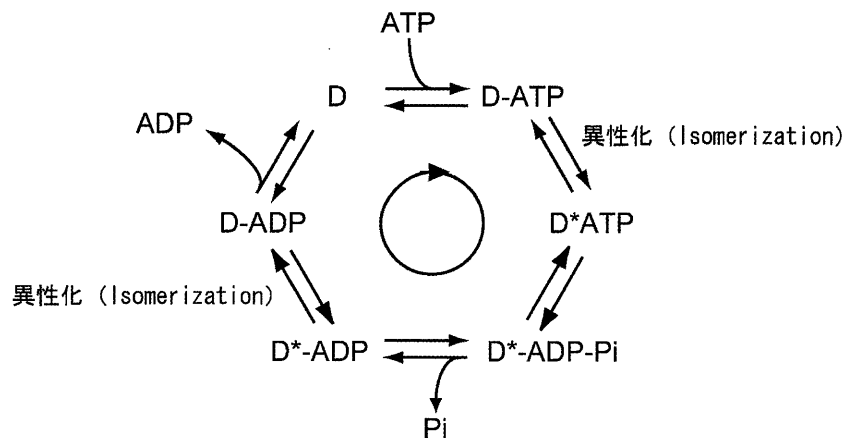 ATP
D
D-ATP
ADP
異性化 (Isomerization)
D-ADP
D*ATP
異性化 (Isomerization)
D*-ADP
D*-ADP-Pi
Pi